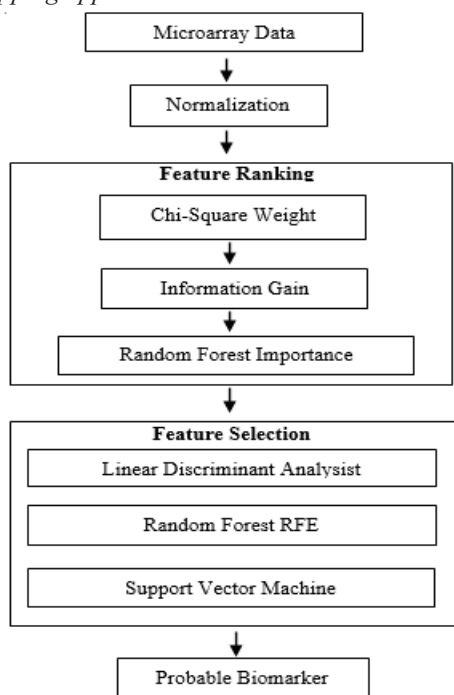 Microarray Data
Normalization
Feature Ranking
Chi-Square Weight
Information Gain
Random Forest Importance
Feature Selection
Linear Discriminant Analysist
Random Forest RFE
Support Vector Machine
Probable Biomarker